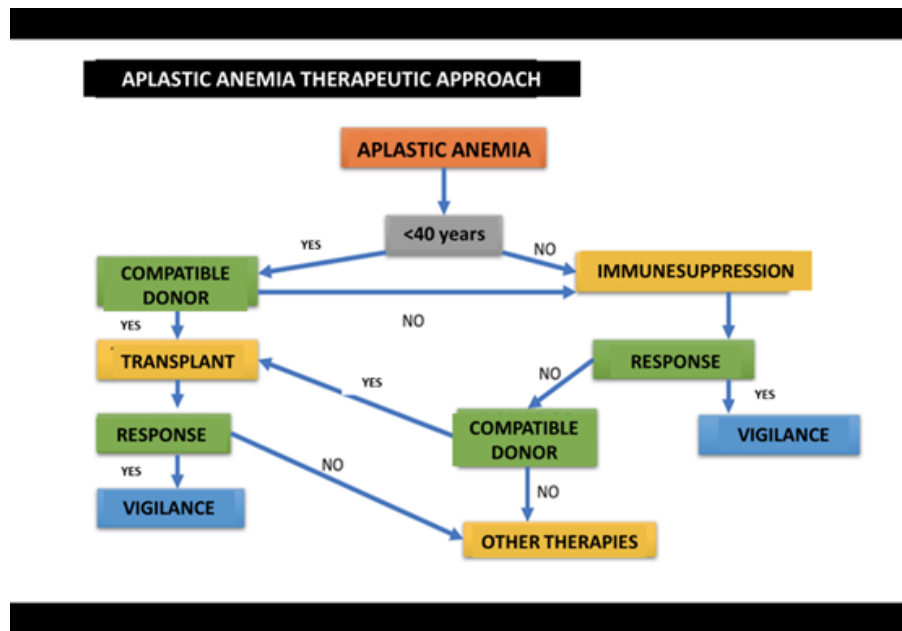 APLASTIC ANEMIA THERAPEUTIC APPROACH
APLASTIC ANEMIA
<40 years
YES
NO
COMPATIBLE
DONOR
IMMUNESUPPRESSION
NO
YES
TRANSPLANT
RESPONSE
YES
NO
YES
COMPATIBLE
DONOR
VIGILANCE
RESPONSE
NO
YES
NO
VIGILANCE
OTHER THERAPIES